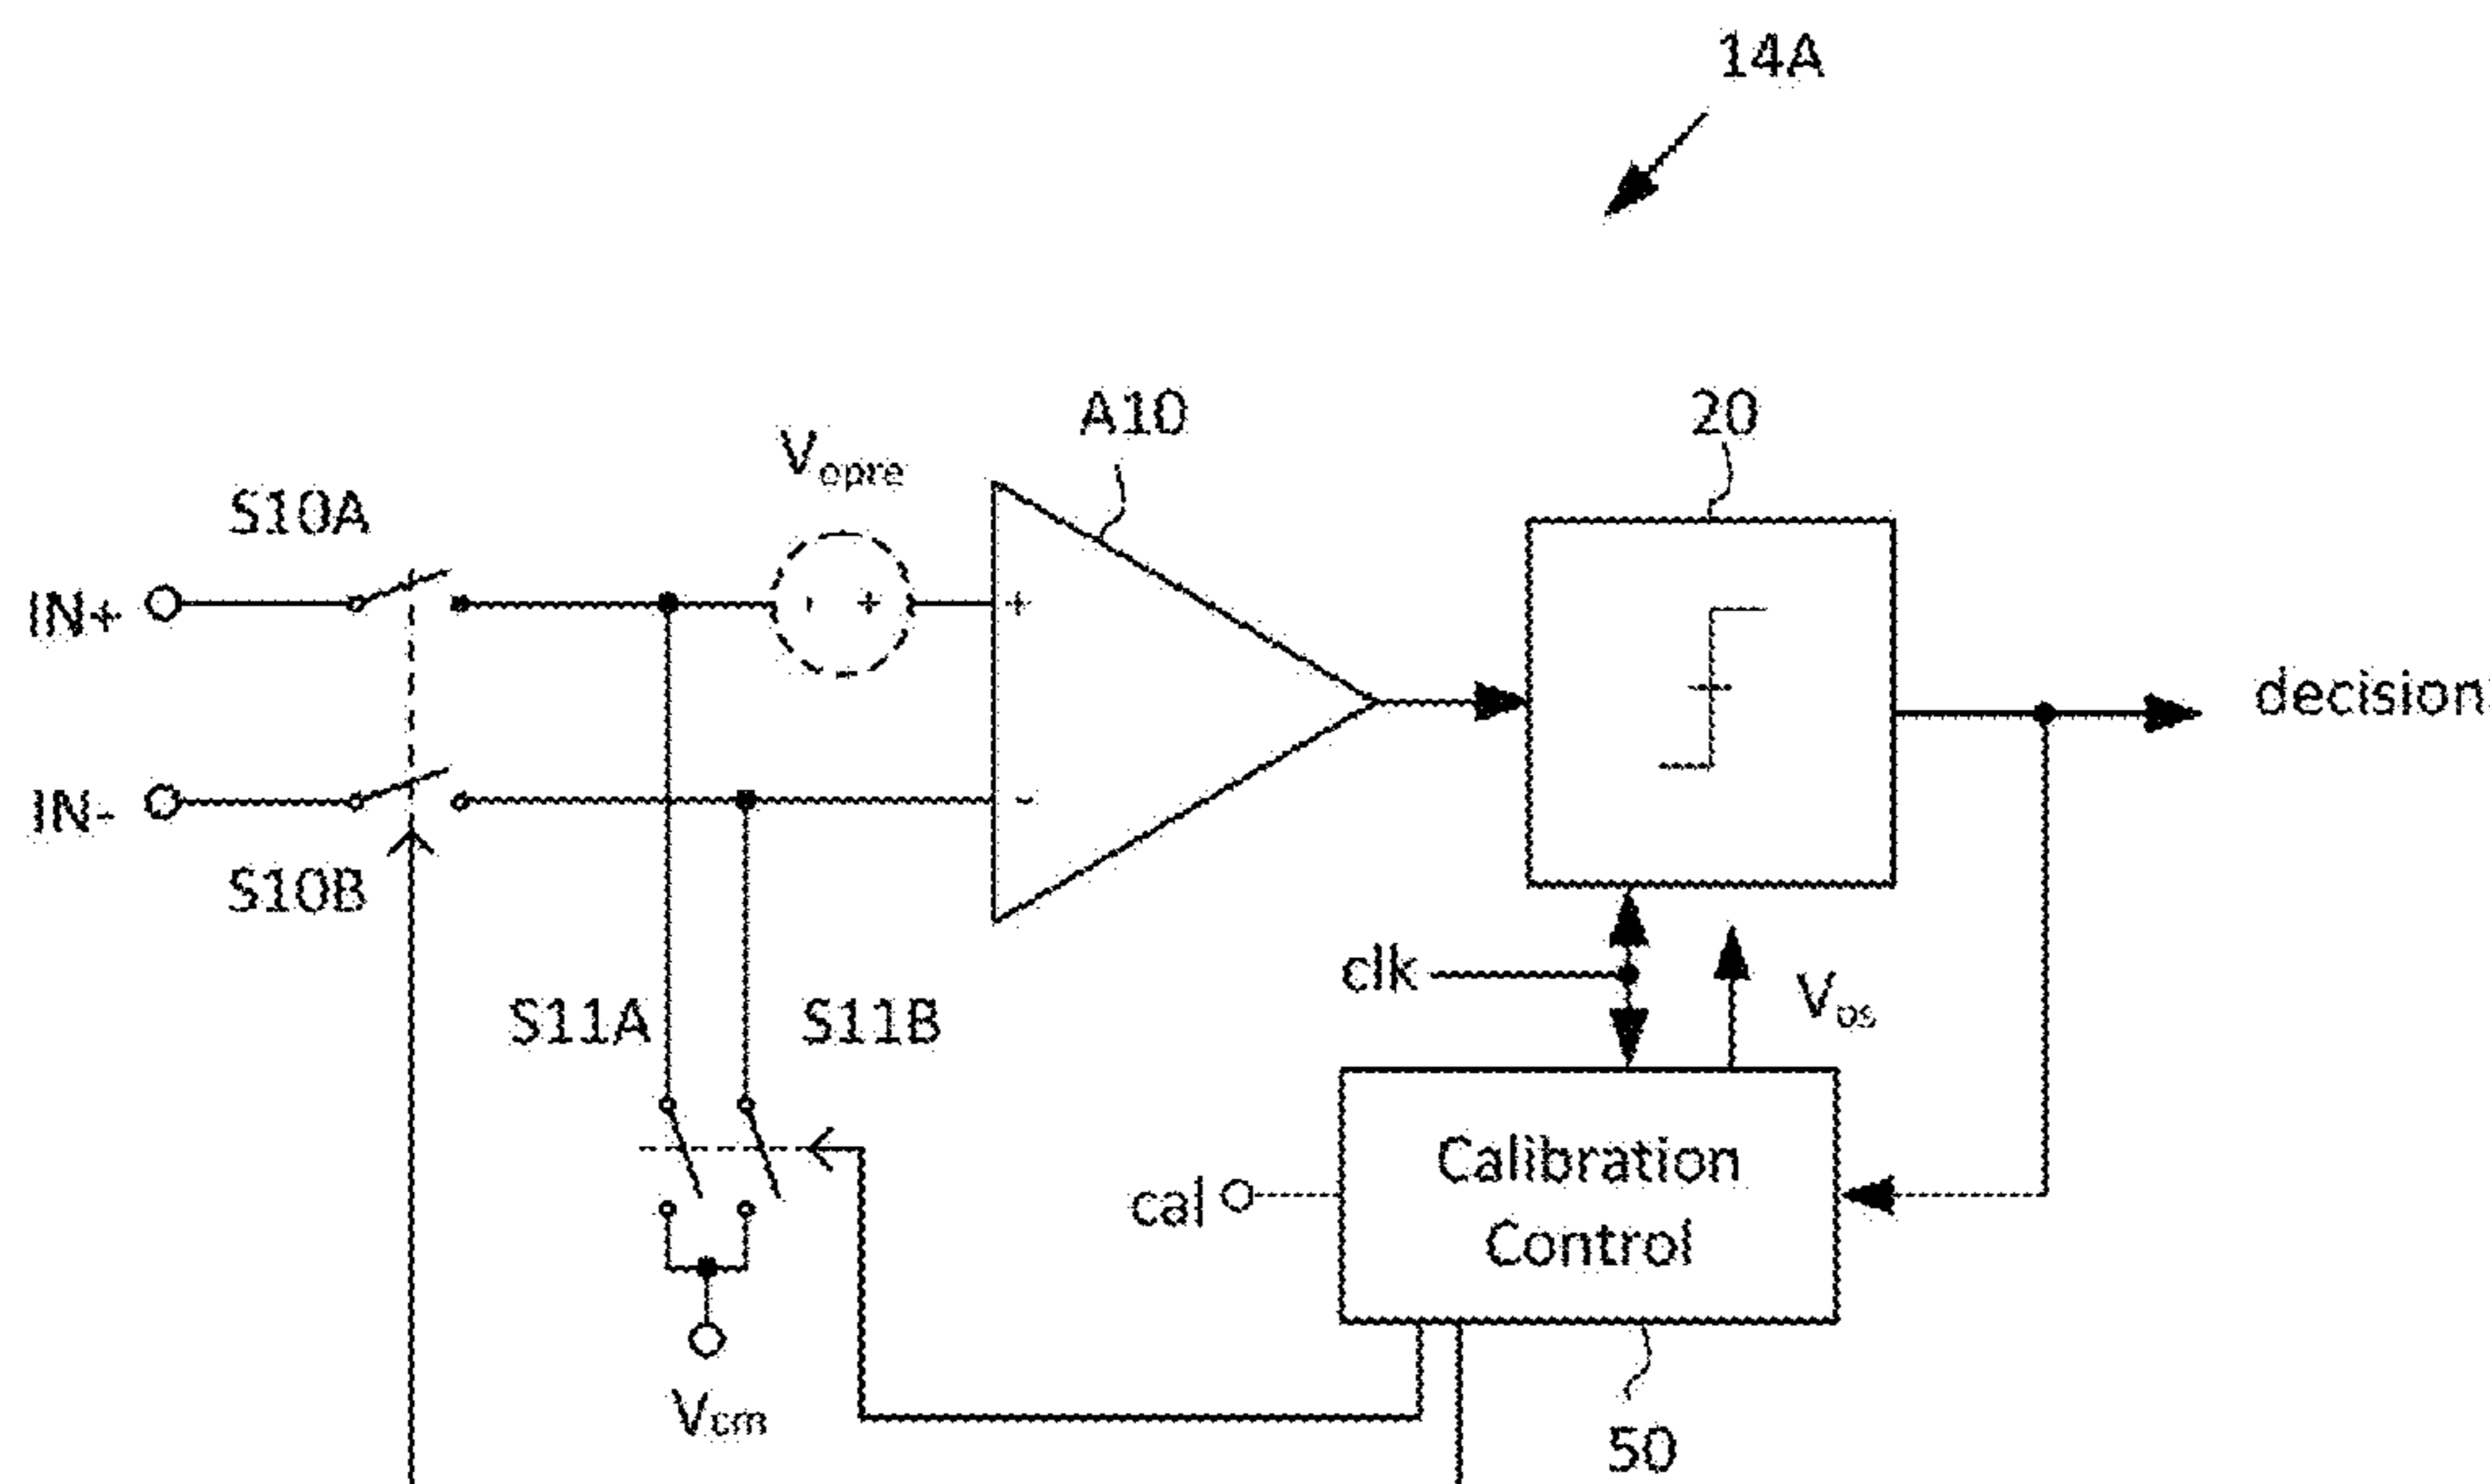 14A
A10
20
Vopre
S10A
IN+
- +
+
decision
IN-
-
S10B
clk
Vos
S11A
S11B
Calibration
Control
cal
Vcm
50